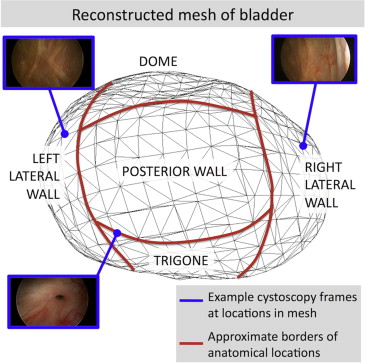 Reconstructed mesh of bladder
DOME
LEFT
LATERAL
WALL
POSTERIOR WALL
RIGHT
LATERAL
WALL
TRIGONE
Example cystoscopy frames
at locations in mesh
Approximate borders of
anatomical locations